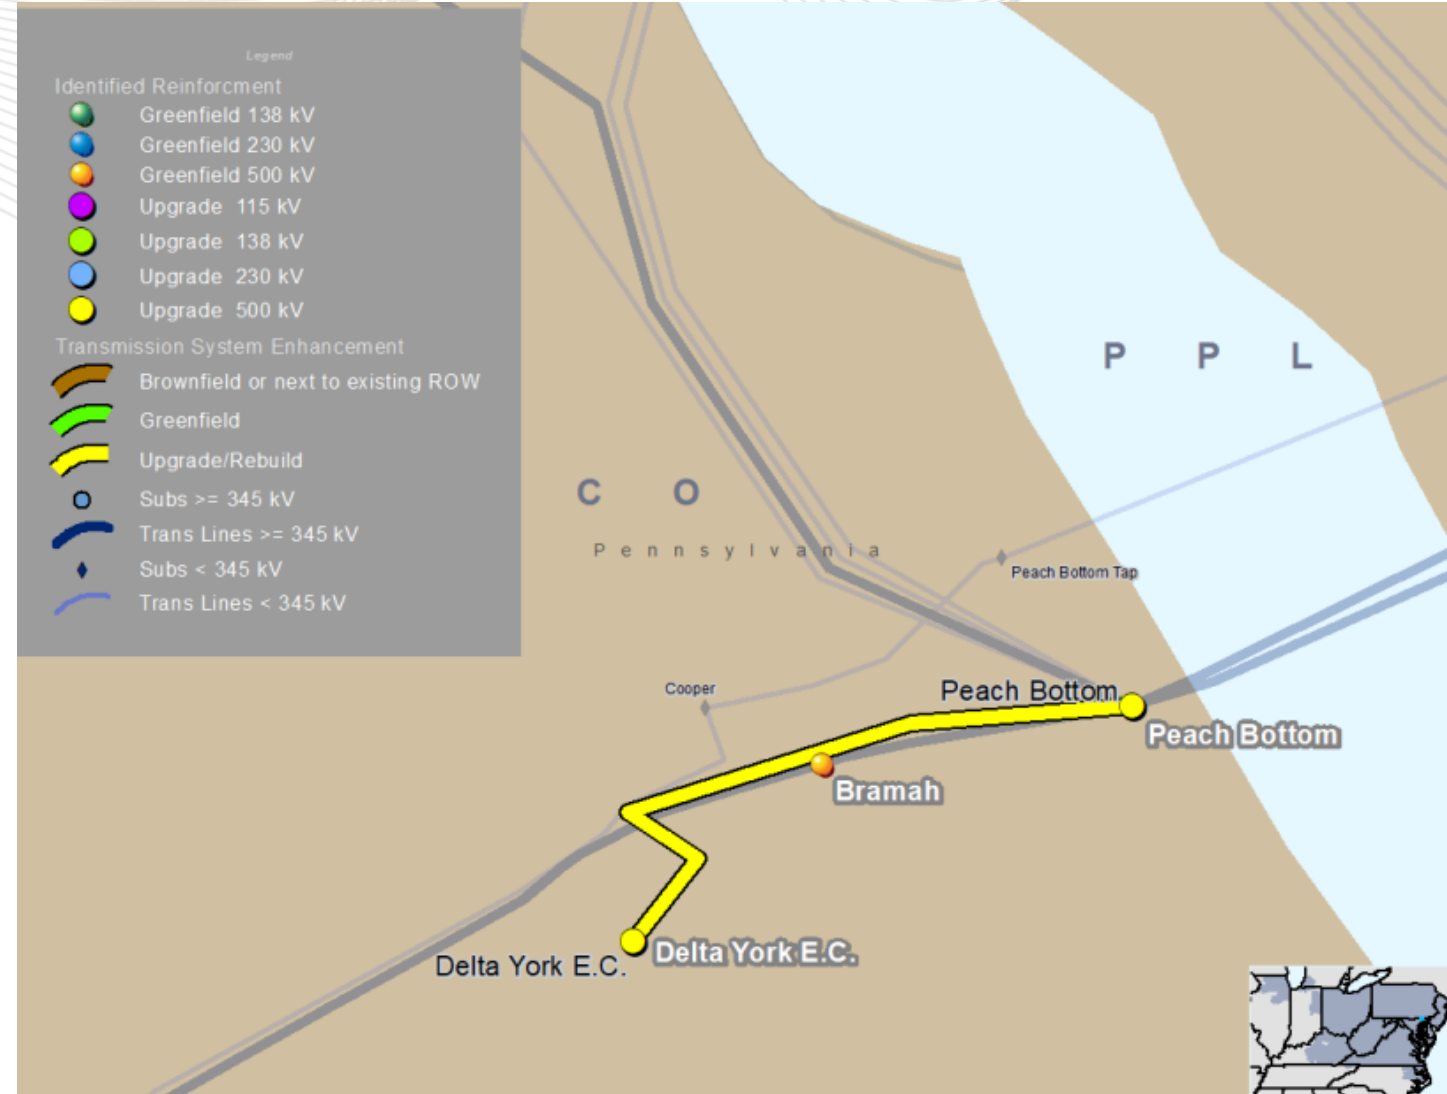 Legend
Identified Reinforcment
Greenfield 138 kV
Greenfield 230 kV
Greenfield 500 kV
Upgrade 115 kV
Upgrade 138 kV
Upgrade 230 kV
Upgrade 500 kV
Transmission System Enhancement
Brownfield or next to existing ROW
Greenfield
Upgrade/Rebuild
Subs >= 345 kV
Trans Lines >= 345 kV
Subs < 345 kV
Trans Lines < 345 kV
P P L
C O
Pennsylvania
Peach Bottom Tap
Cooper
Peach Bottom
Peach Bottom
Bramah
Delta York E.C.
Delta York E.C.